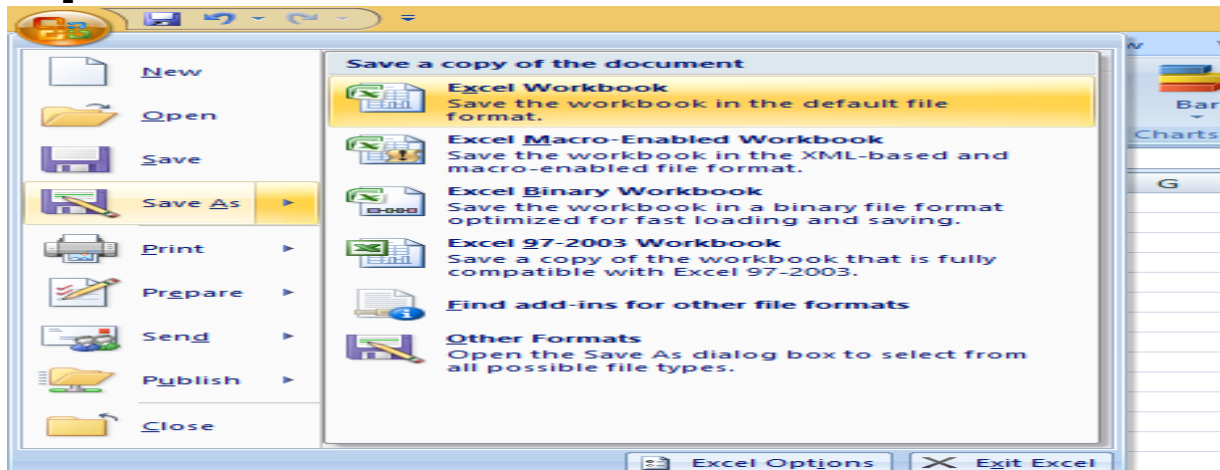 New
Open
Save
Save As
Print
Prepare
Send
Publish
Close
Save a copy of the document
Excel Workbook
Save the workbook in the default file
format.
Excel Macro-Enabled Workbook
Save the workbook in the XML-based and
macro-enabled file format.
Excel Binary Workbook
Save the workbook in a binary file format
optimized for fast loading and saving.
Excel 97-2003 Workbook
Save a copy of the workbook that is fully
compatible with Excel 97-2003.
Find add-ins for other file formats
Other Formats
Open the Save As dialog box to select from
all possible file types.
Excel Options
Exit Excel
Bar
Charts
G